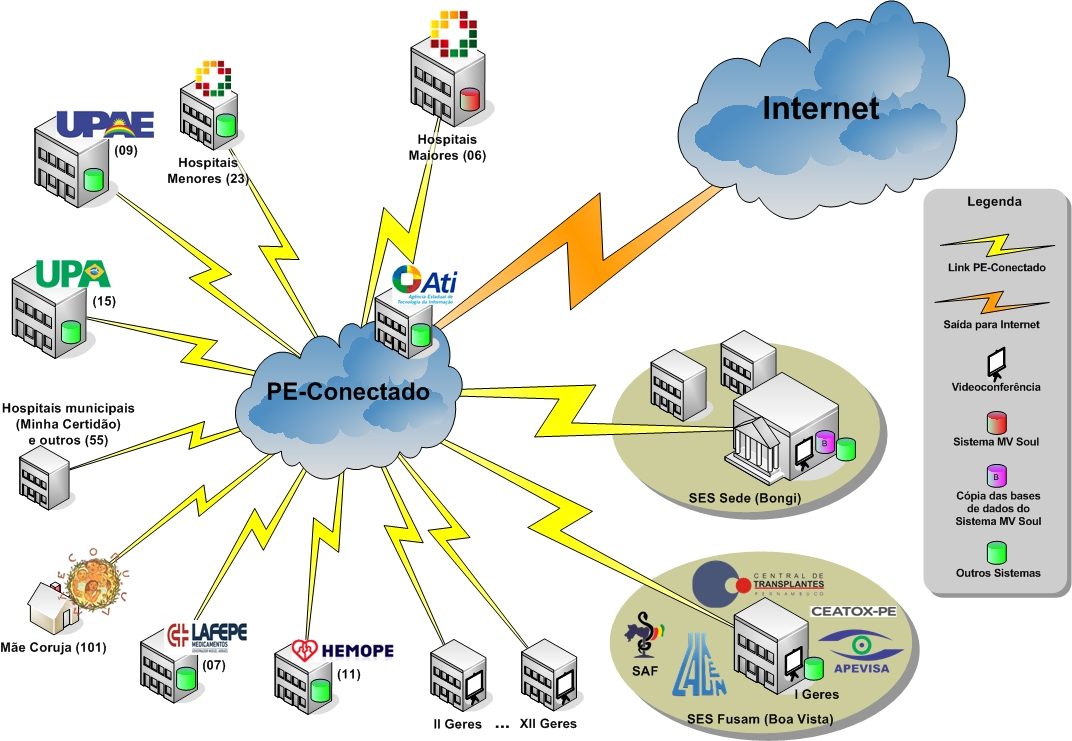 Internet
Hospitais
Maiores (06)
Hospitais
Menores (23)
UPAE
(09)
UPA
(15)
Ati
Agência Estadual de
Tecnologia da Informação
PE-Conectado
Hospitais municipais
(Minha Certidão)
e outros (55)
Mãe Coruja (101)
LAFEPE
MEDICAMENTOS
(07)
HEMOPE
(11)
II Geres
...
XII Geres
B
SES Sede (Bongi)
CENTRAL DE
TRANSPLANTES
PERNAMBUCO
CEATOX-PE
SAF
LACEN
APEVISA
I Geres
SES Fusam (Boa Vista)
Legenda
Link PE-Conectado
Saída para Internet
Videoconferência
Sistema MV Soul
B
Cópia das bases
de dados do
Sistema MV Soul
Outros Sistemas